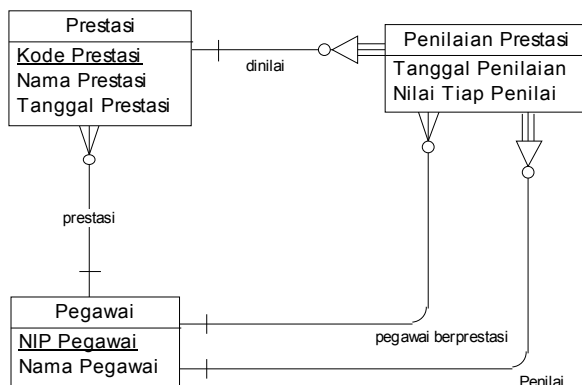 Prestasi
Kode Prestasi
Nama Prestasi
Tanggal Prestasi
dinilai
Penilaian Prestasi
Tanggal Penilaian
Nilai Tiap Penilai
prestasi
Pegawai
NIP Pegawai
Nama Pegawai
pegawai berprestasi
Penilai